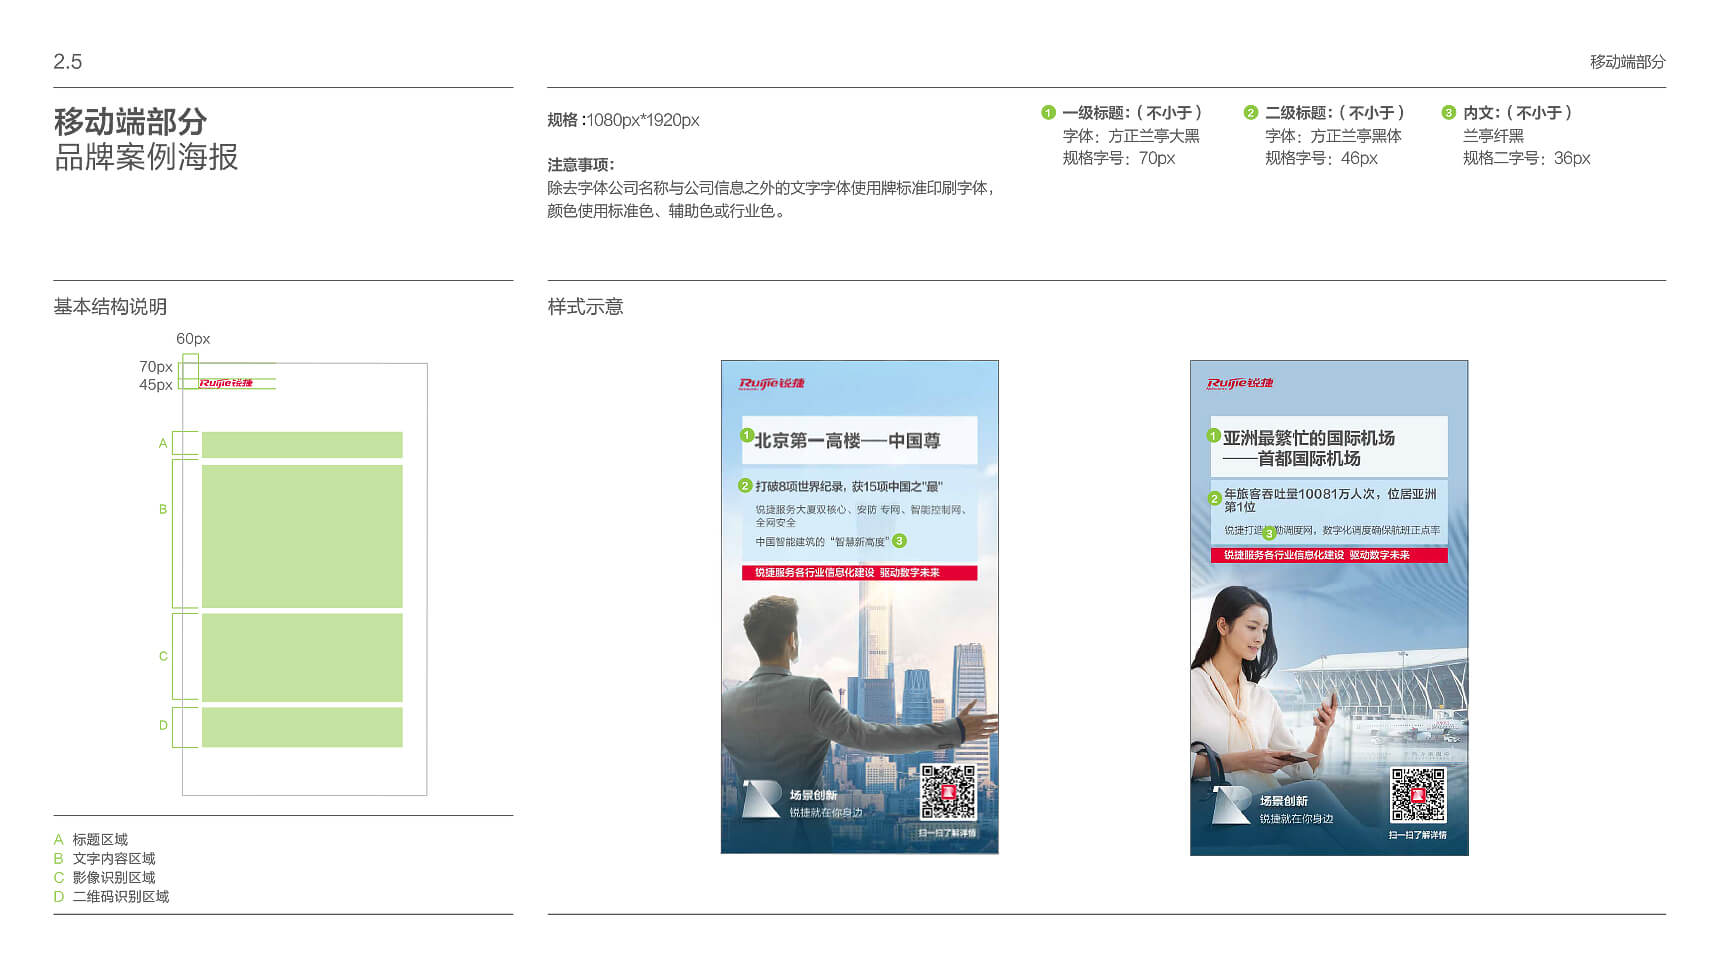 2.5
移动端部分
移动端部分
品牌案例海报
规格：1080px*1920px
注意事项：
除去字体公司名称与公司信息之外的文字字体使用牌标准印刷字体，
颜色使用标准色、辅助色或行业色。
1 一级标题：（不小于）
字体：方正兰亭大黑
规格字号：70px
2 二级标题：（不小于）
字体：方正兰亭黑体
规格字号：46px
3 内文：（不小于）
兰亭纤黑
规格二字号：36px
基本结构说明
60px
70px
45px
Ruijie锐捷
A
B
C
D
A 标题区域
B 文字内容区域
C 影像识别区域
D 二维码识别区域
样式示意
Ruijie锐捷
1 北京第一高楼——中国尊
2 打破8项世界纪录，获15项中国之"最"
锐捷服务大厦双核心、安防 专网、智能控制网、
全网安全
中国智能建筑的“智慧新高度” 3
锐捷服务各行业信息化建设 驱动数字未来
场景创新
锐捷就在你身边
扫一扫了解详情
Ruijie锐捷
1 亚洲最繁忙的国际机场
——首都国际机场
2 年旅客吞吐量10081万人次，位居亚洲
第1位
锐捷打造 3 勤调度网，数字化调度确保航班正点率
锐捷服务各行业信息化建设 驱动数字未来
场景创新
锐捷就在你身边
扫一扫了解详情